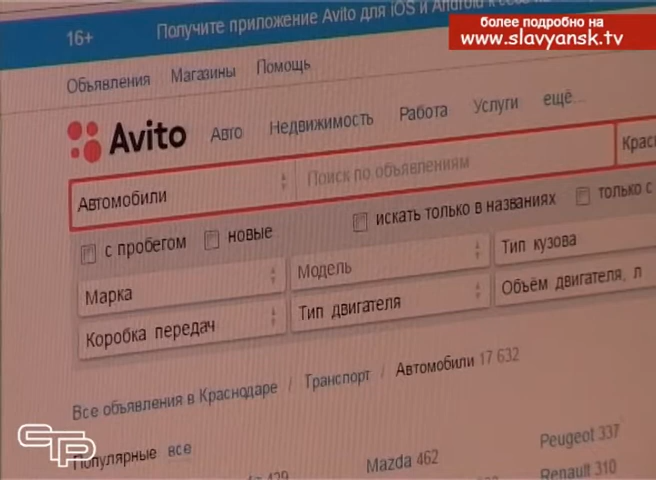 более подробно на
www.slavyansk.tv
16+ Получите приложение Avito для iOS и Android
Объявления Магазины Помощь
Avito Авто Недвижимость Работа Услуги ещё...
Автомобили Поиск по объявлениям
с пробегом новые искать только в названиях только с
Марка Модель Тип кузова
Коробка передач Тип двигателя Объём двигателя, л
Все объявления в Краснодаре / Транспорт / Автомобили 17 632
Популярные все
Mazda 462 Peugeot 337
Renault 310
СТР